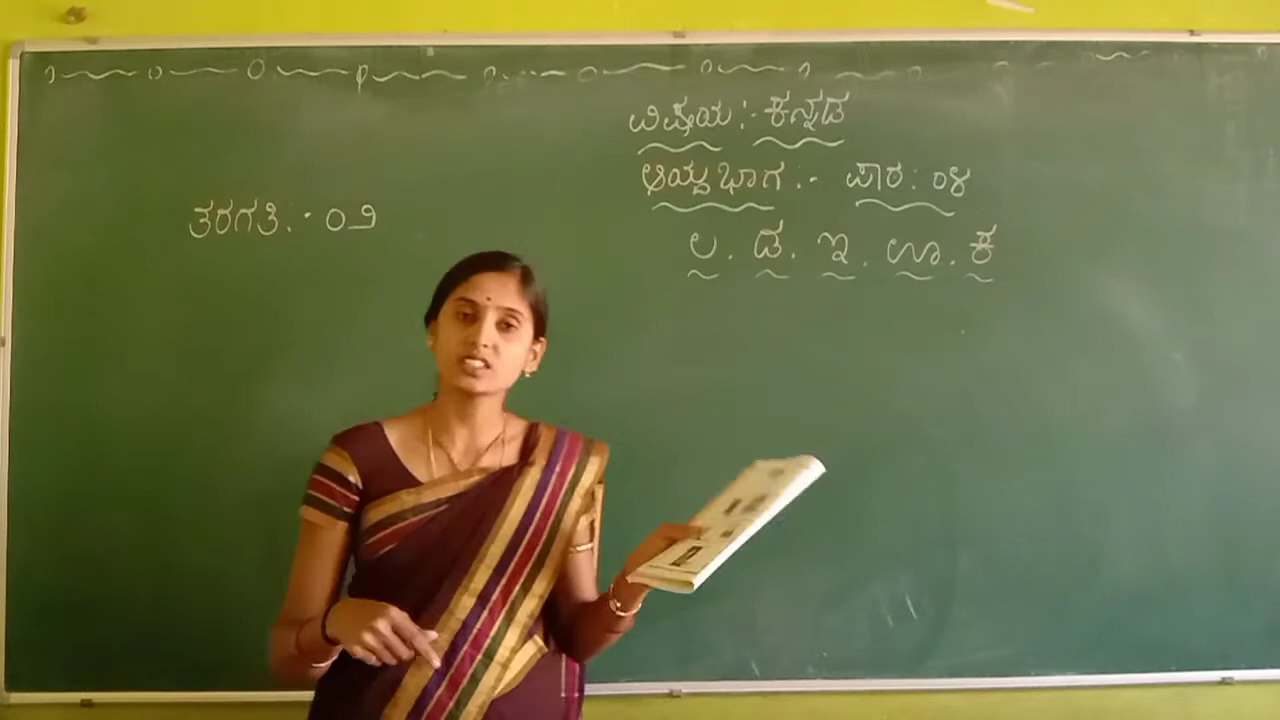 ವಿಷಯ :- ಕನ್ನಡ
ಆಯ್ದಭಾಗ :- ಪಾಠ: ೦೪
ತರಗತಿ :- ೦೨
ಲ . ಡ . ಇ . ಊ . ಕ